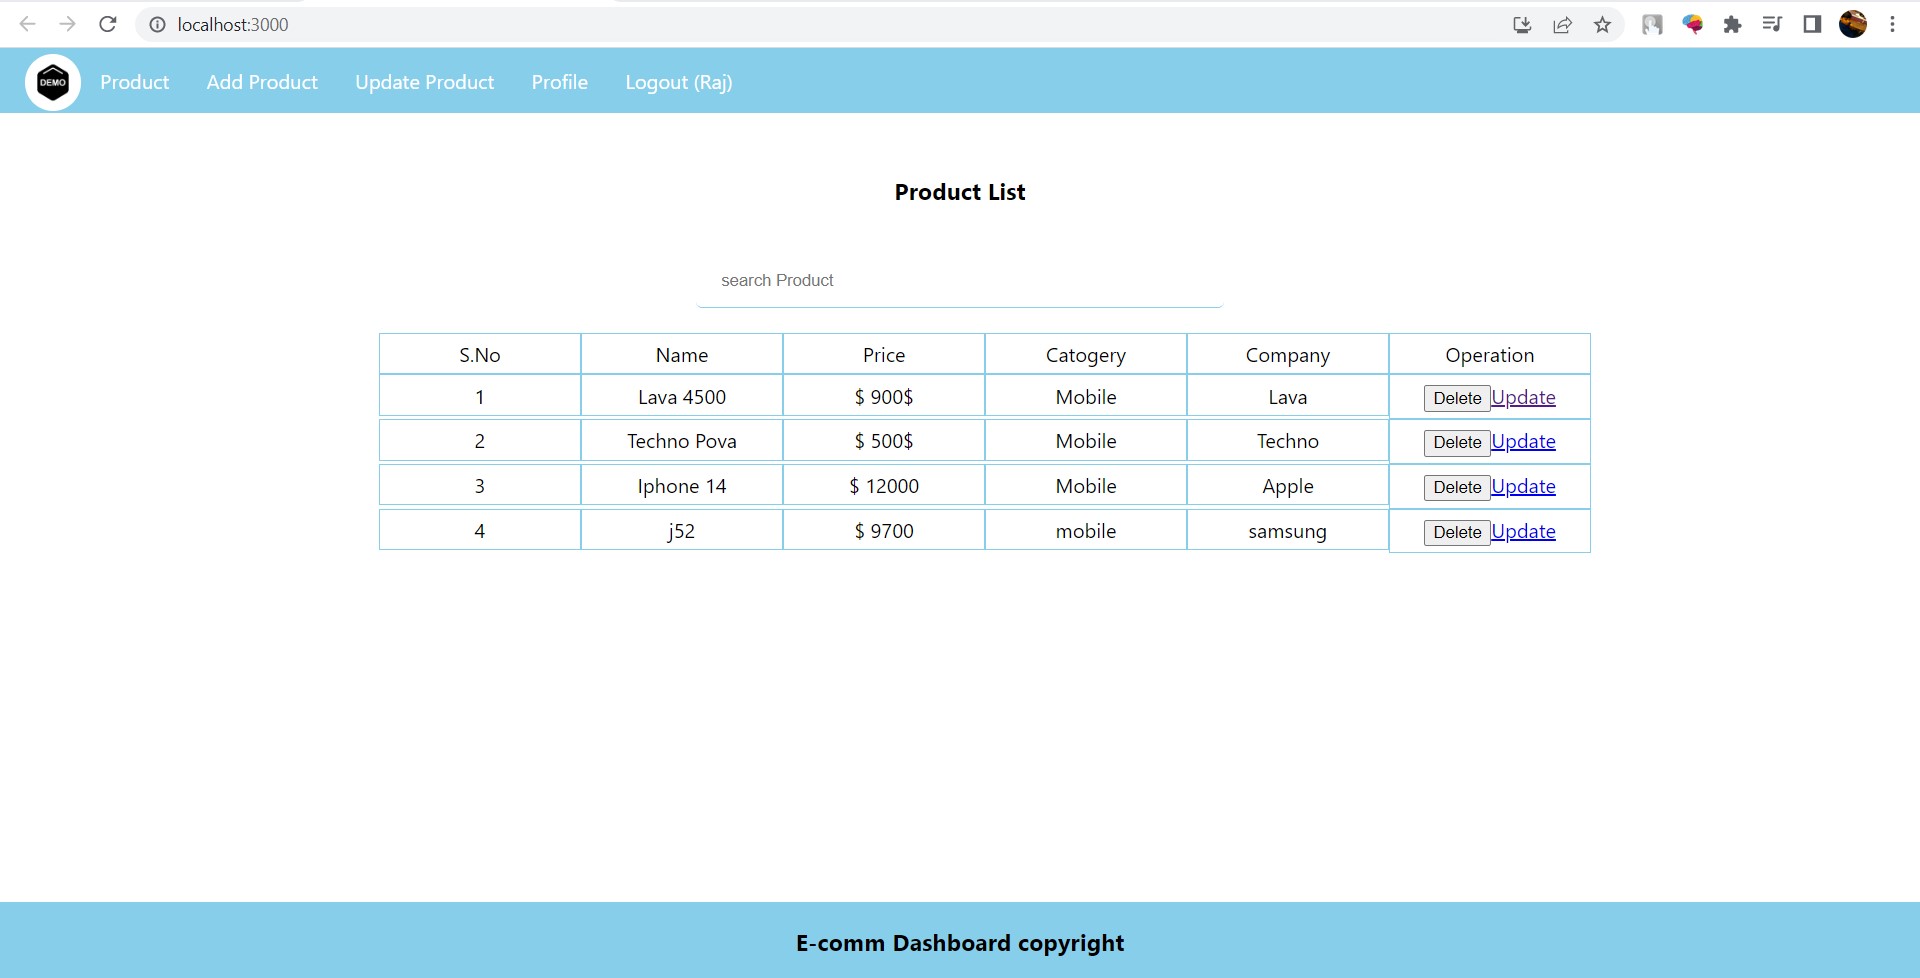 localhost:3000
DEMO Product Add Product Update Product Profile Logout (Raj)
Product List
search Product
S.No Name Price Catogery Company Operation
1 Lava 4500 $ 900$ Mobile Lava Delete Update
2 Techno Pova $ 500$ Mobile Techno Delete Update
3 Iphone 14 $ 12000 Mobile Apple Delete Update
4 j52 $ 9700 mobile samsung Delete Update
E-comm Dashboard copyright